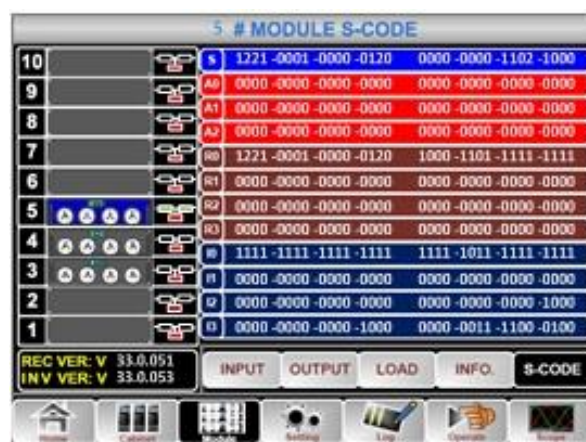 5 # MODULE S-CODE
10 S 1221 -0001 -0000 -0120 0000 -0000 -1102 -1000
9 A0 0000 -0000 -0000 -0000 0000 -0000 -0000 -0000
8 A1 0000 -0000 -0000 -0000 0000 -0000 -0000 -0000
A2 0000 -0000 -0000 -0000 0000 -0000 -0000 -0000
7 R0 1221 -0001 -0000 -0120 1000 -1101 -1111 -1111
6 R1 0000 -0000 -0000 -0000 0000 -0000 -0000 -0000
5 R2 0000 -0000 -0000 -0000 0000 -0000 -0000 -0000
R3 0000 -0000 -0000 -0000 0000 -0000 -0000 -0000
4 I0 1111 -1111 -1111 -1111 1111 -1011 -1111 -1111
3 I1 0000 -0000 -0000 -0000 0000 -0000 -0000 -0000
2 I2 0000 -0000 -0000 -0000 0000 -0000 -0000 -1000
1 I3 0000 -0000 -0000 -1000 0000 -0011 -1100 -0100
REC VER: V 33.0.051
INV VER: V 33.0.053
INPUT OUTPUT LOAD INFO. S-CODE
Home Cabinet Module Setting Log Operate Scope